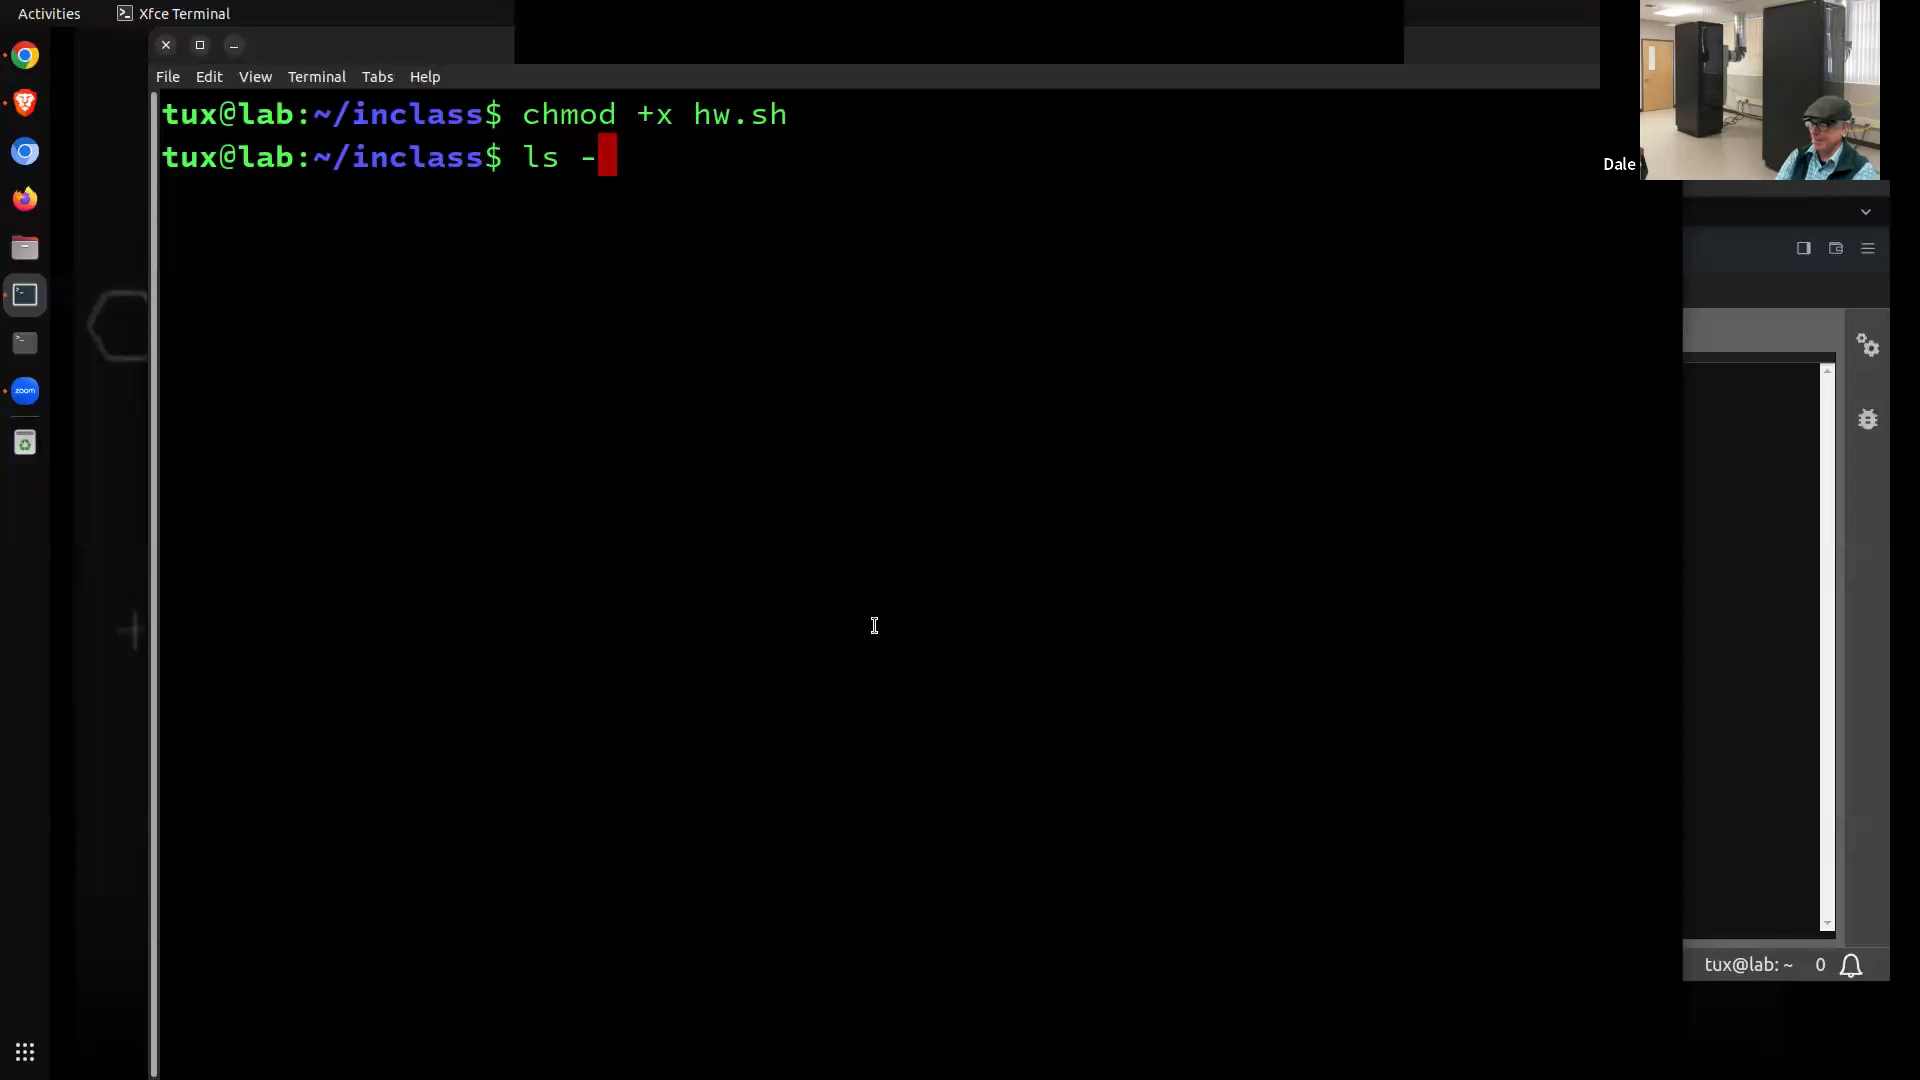 Activities Xfce Terminal
File Edit View Terminal Tabs Help
tux@lab:~/inclass$ chmod +x hw.sh
tux@lab:~/inclass$ ls -
Dale
zoom
tux@lab: ~ 0